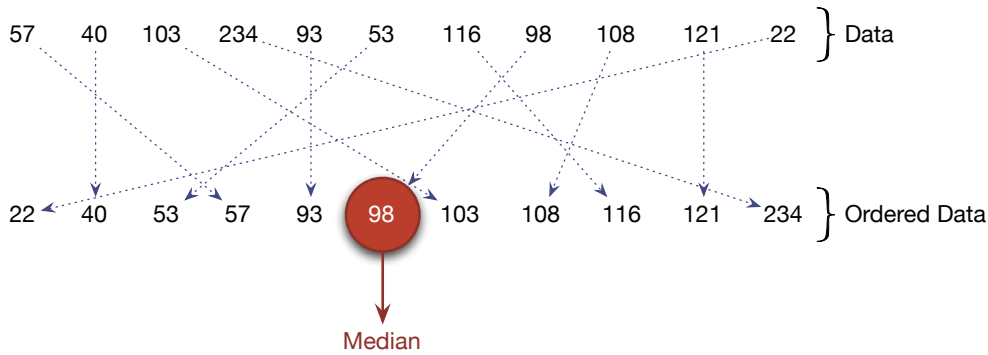 57 40 103 234 93 53 116 98 108 121 22 Data
22 40 53 57 93 98 103 108 116 121 234 Ordered Data
Median